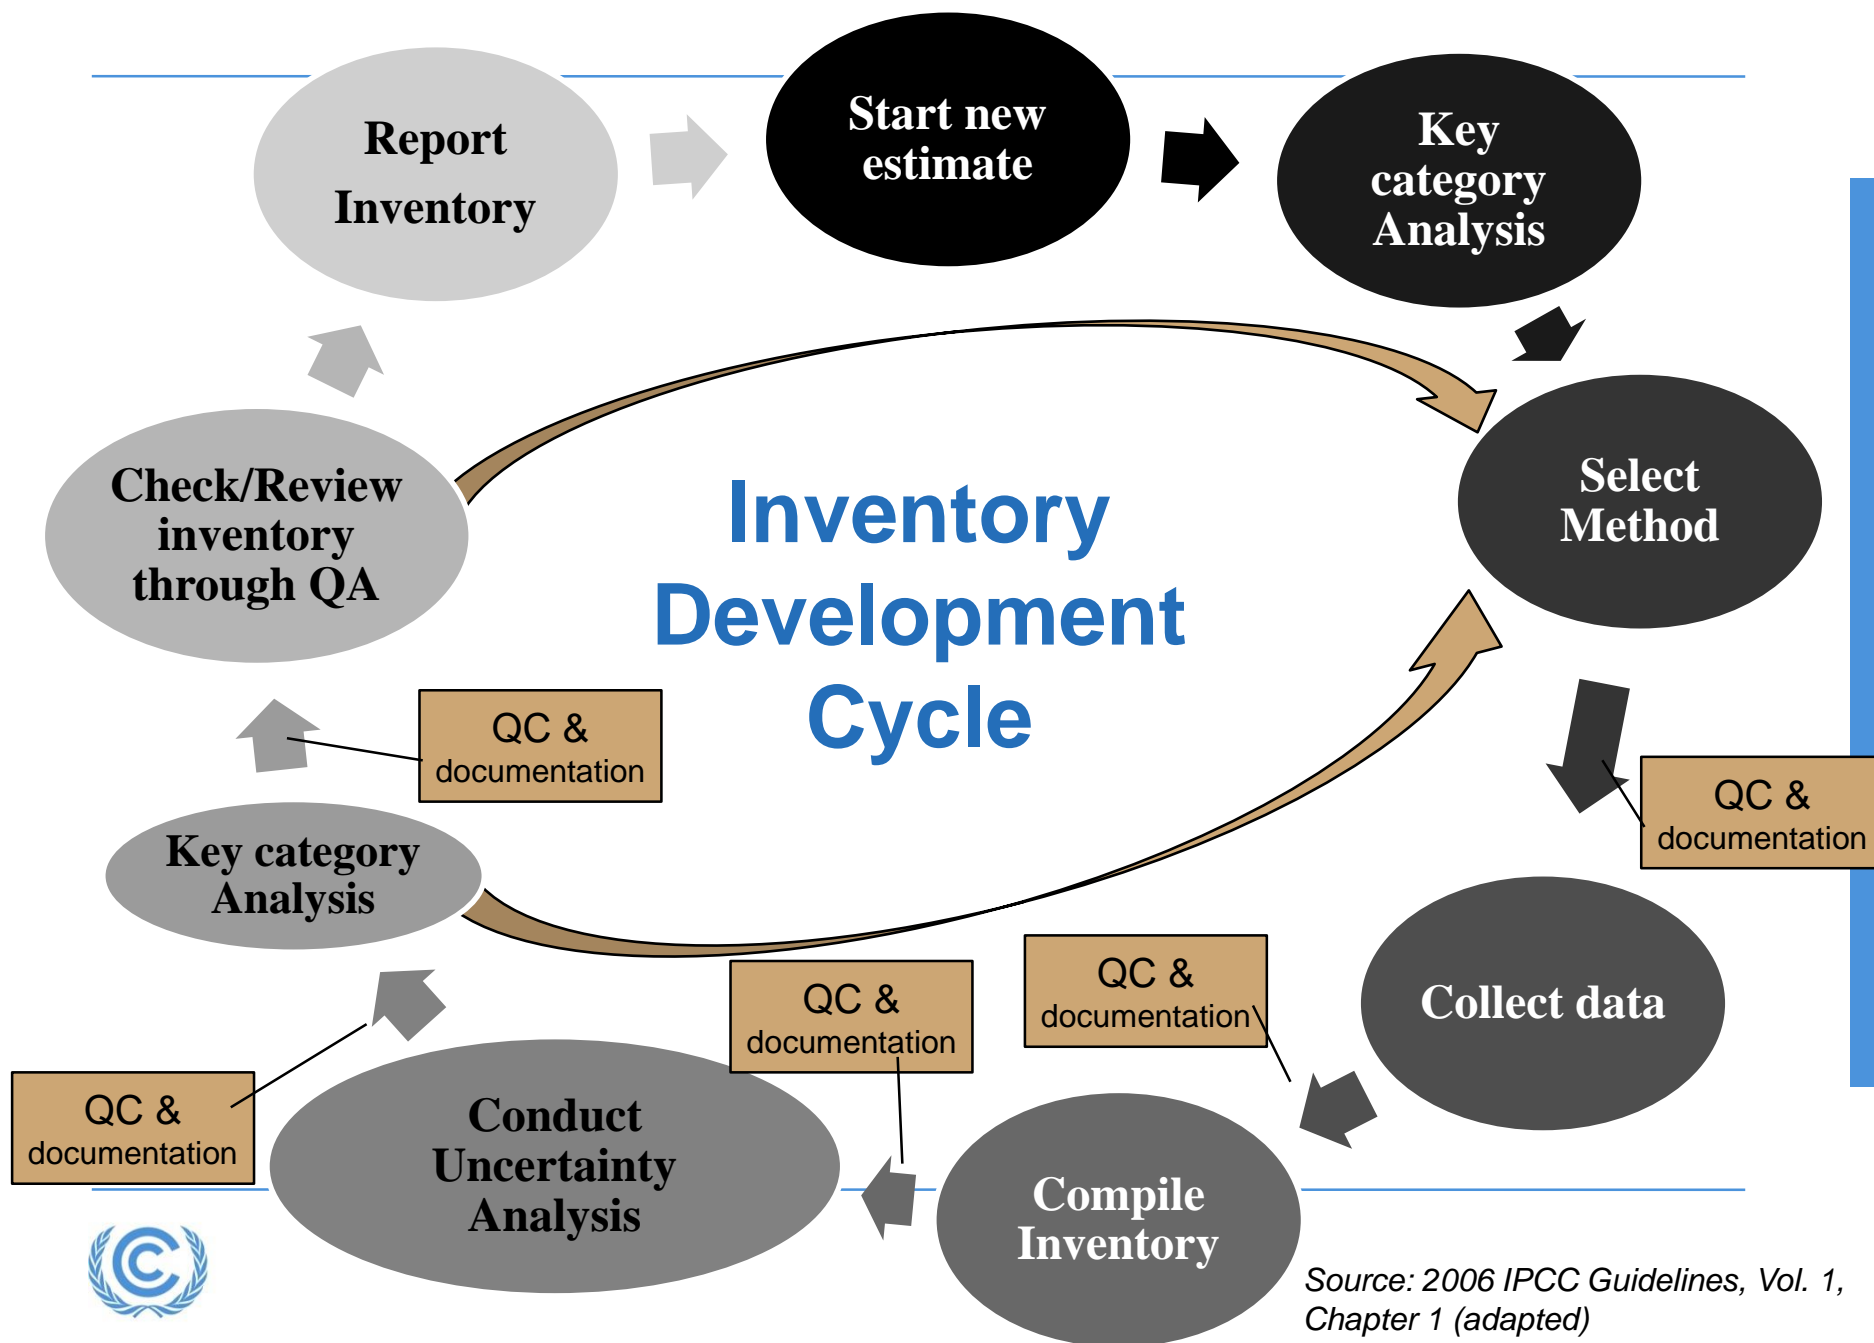 Report
Inventory
Start new
estimate
Key
category
Analysis
Select
Method
QC &
documentation
Collect data
QC &
documentation
Compile
Inventory
QC &
documentation
Conduct
Uncertainty
Analysis
QC &
documentation
Key category
Analysis
QC &
documentation
Check/Review
inventory
through QA
Inventory
Development
Cycle
Source: 2006 IPCC Guidelines, Vol. 1,
Chapter 1 (adapted)